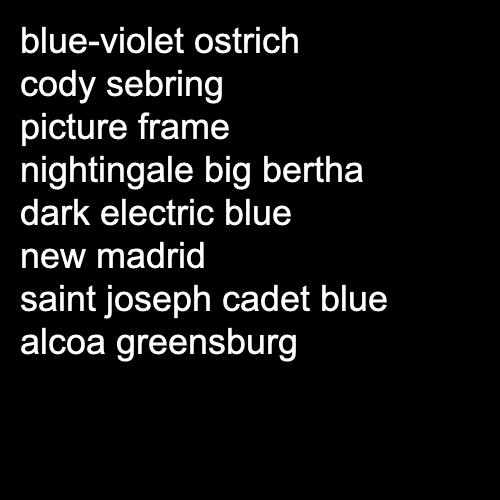 blue-violet ostrich
cody sebring
picture frame
nightingale big bertha
dark electric blue
new madrid
saint joseph cadet blue
alcoa greensburg